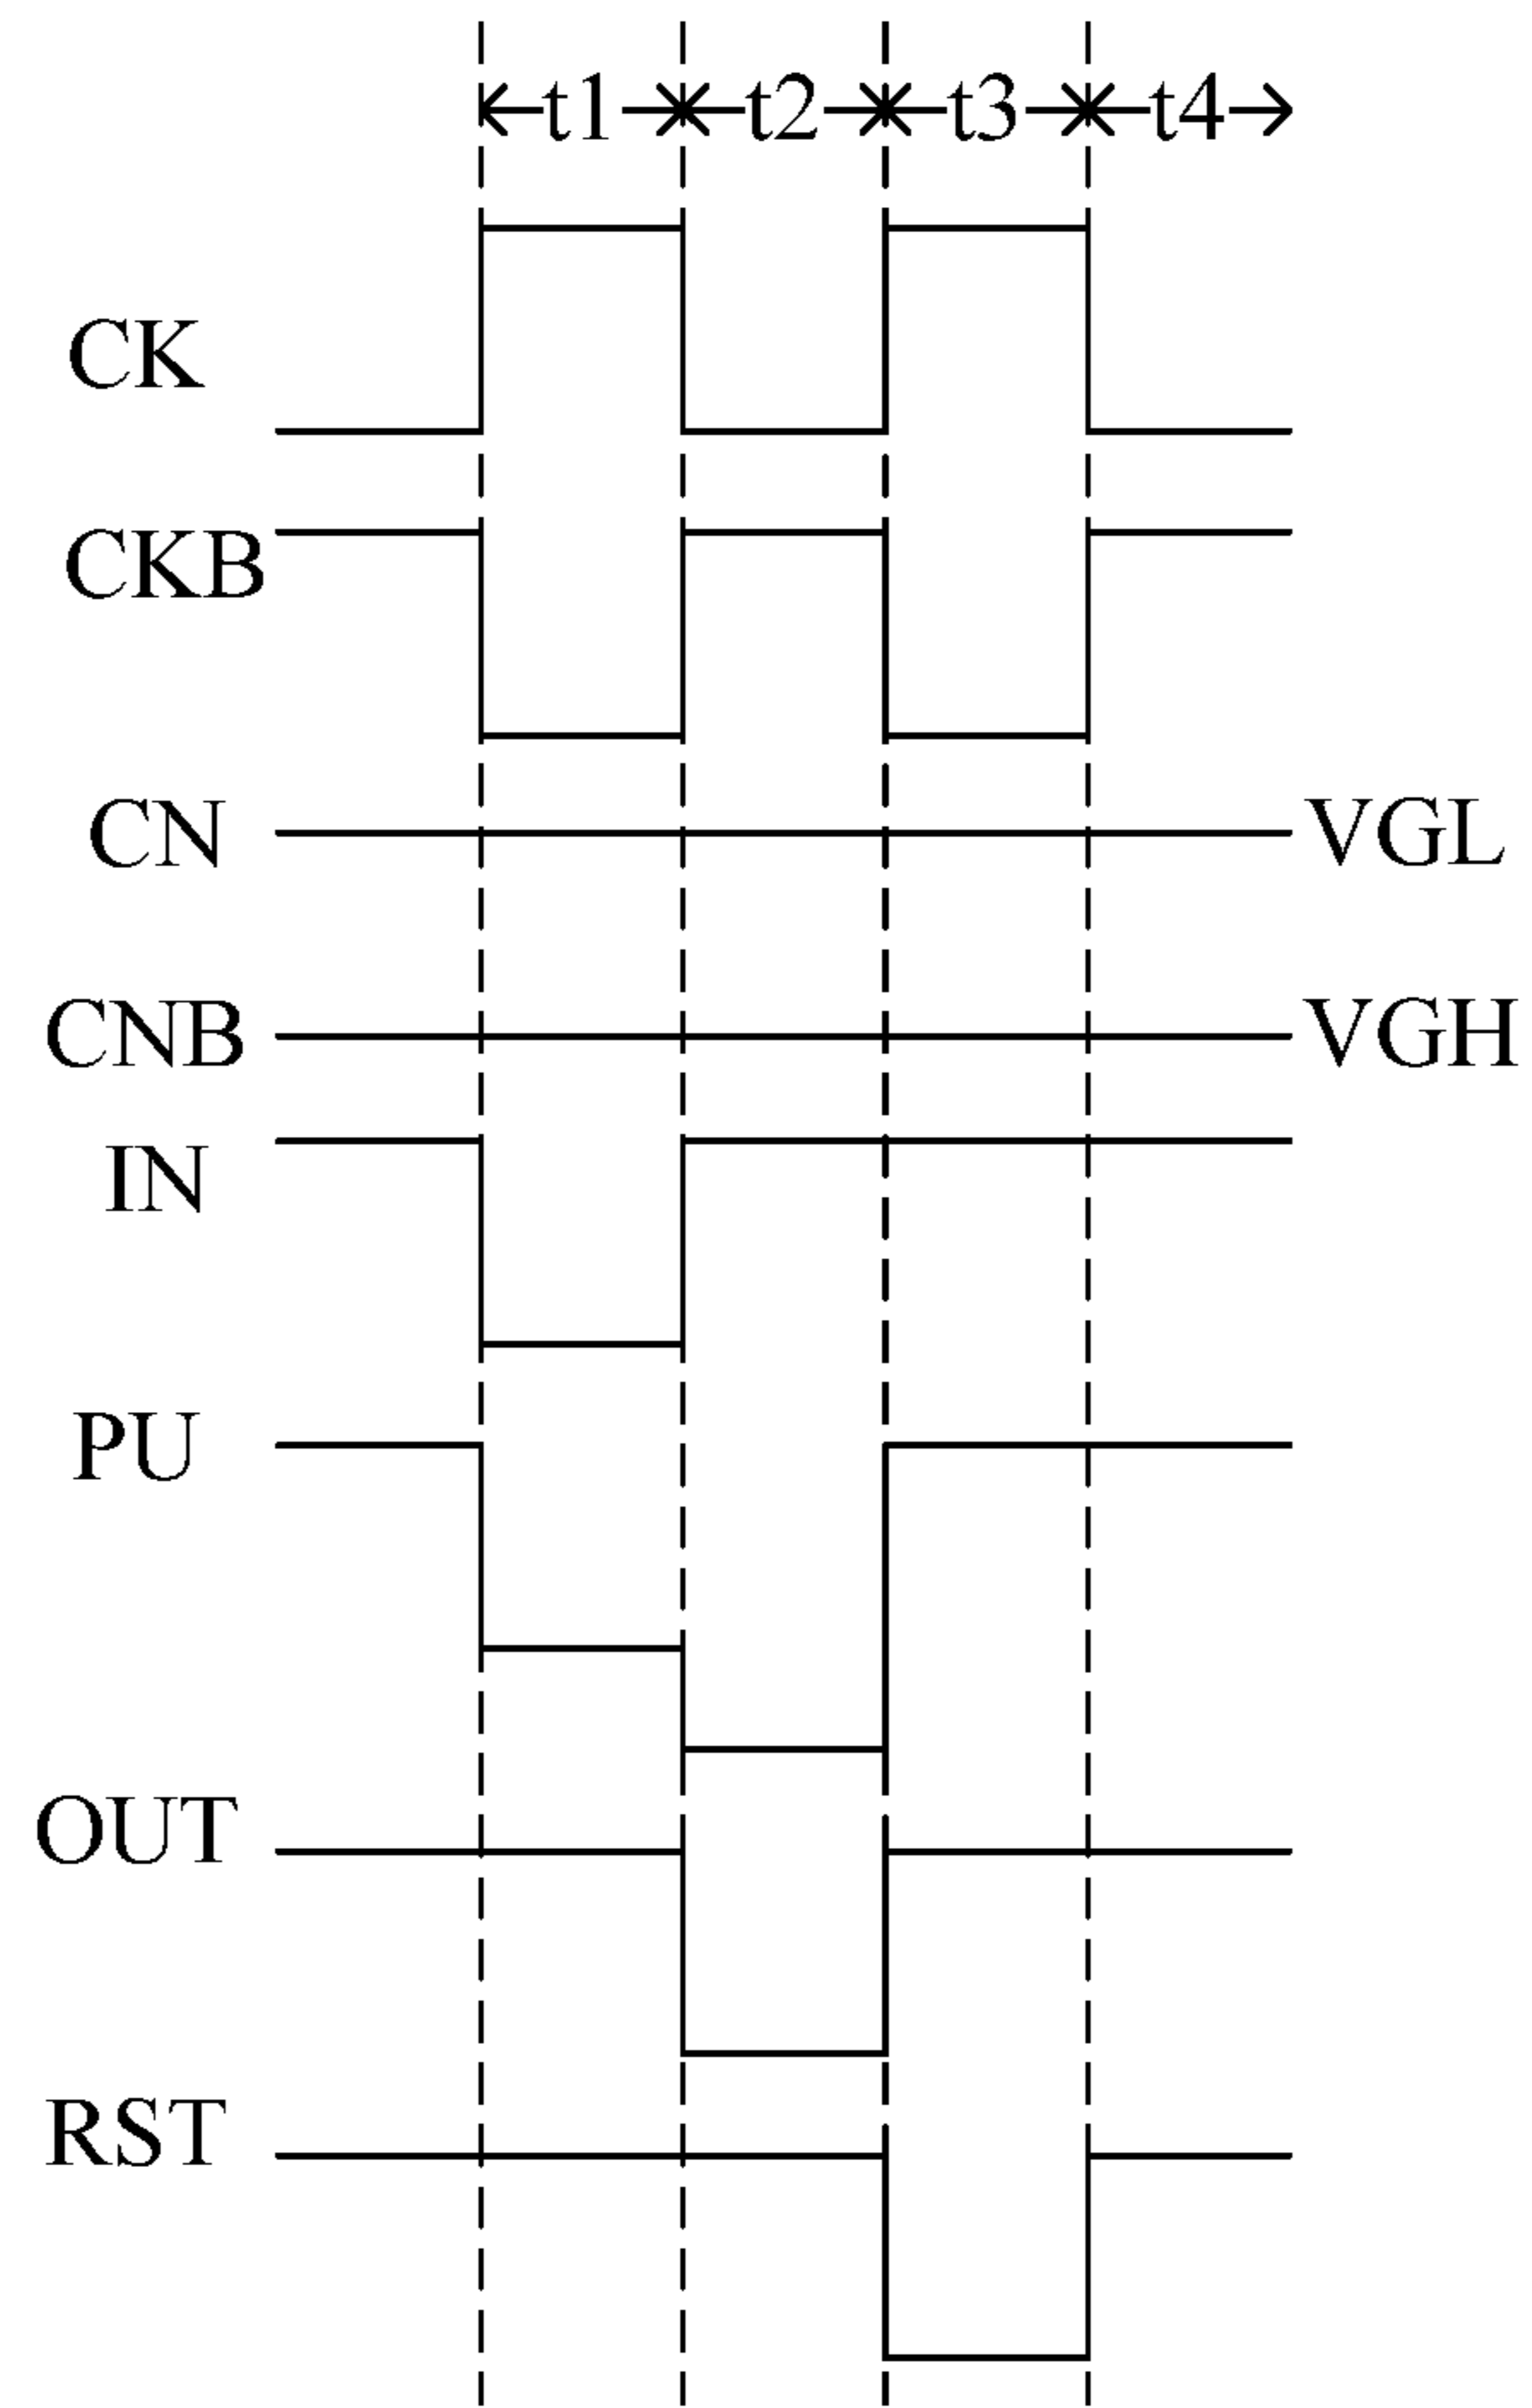 t1 t2 t3 t4
CK
CKB
CN VGL
CNB VGH
IN
PU
OUT
RST